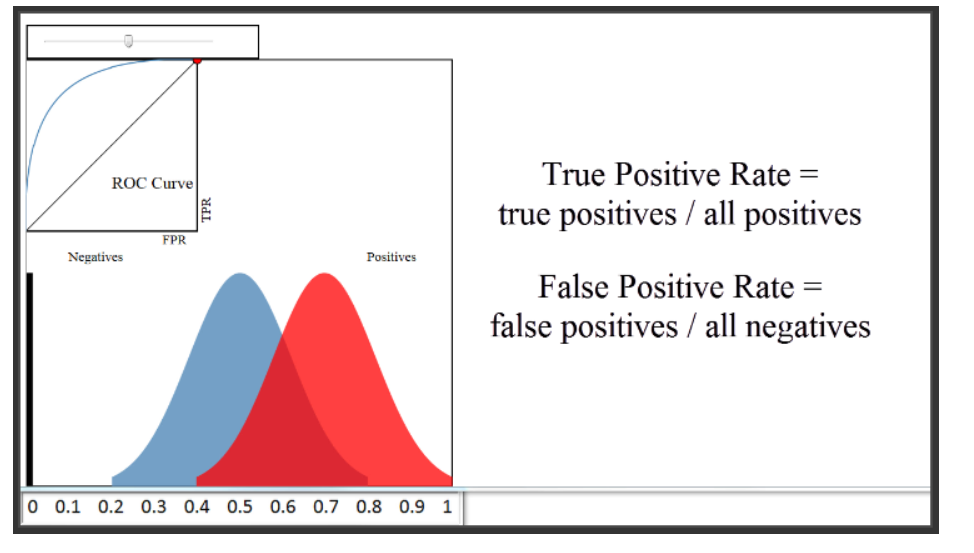 ROC Curve
TPR
FPR
Negatives
Positives
0 0.1 0.2 0.3 0.4 0.5 0.6 0.7 0.8 0.9 1
True Positive Rate =
true positives / all positives
False Positive Rate =
false positives / all negatives